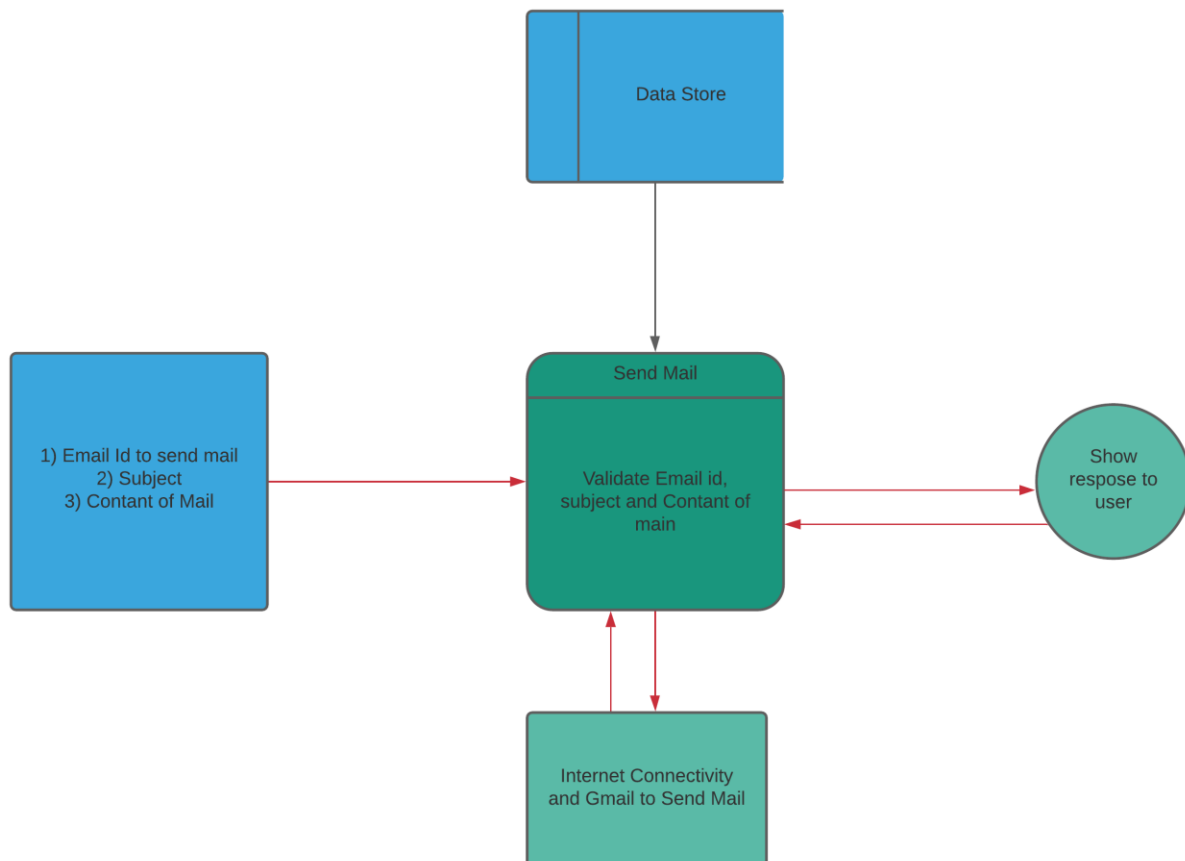 Data Store
Send Mail
1) Email Id to send mail
2) Subject
3) Contant of Mail
Validate Email id,
subject and Contant of
main
Show
respose to
user
Internet Connectivity
and Gmail to Send Mail